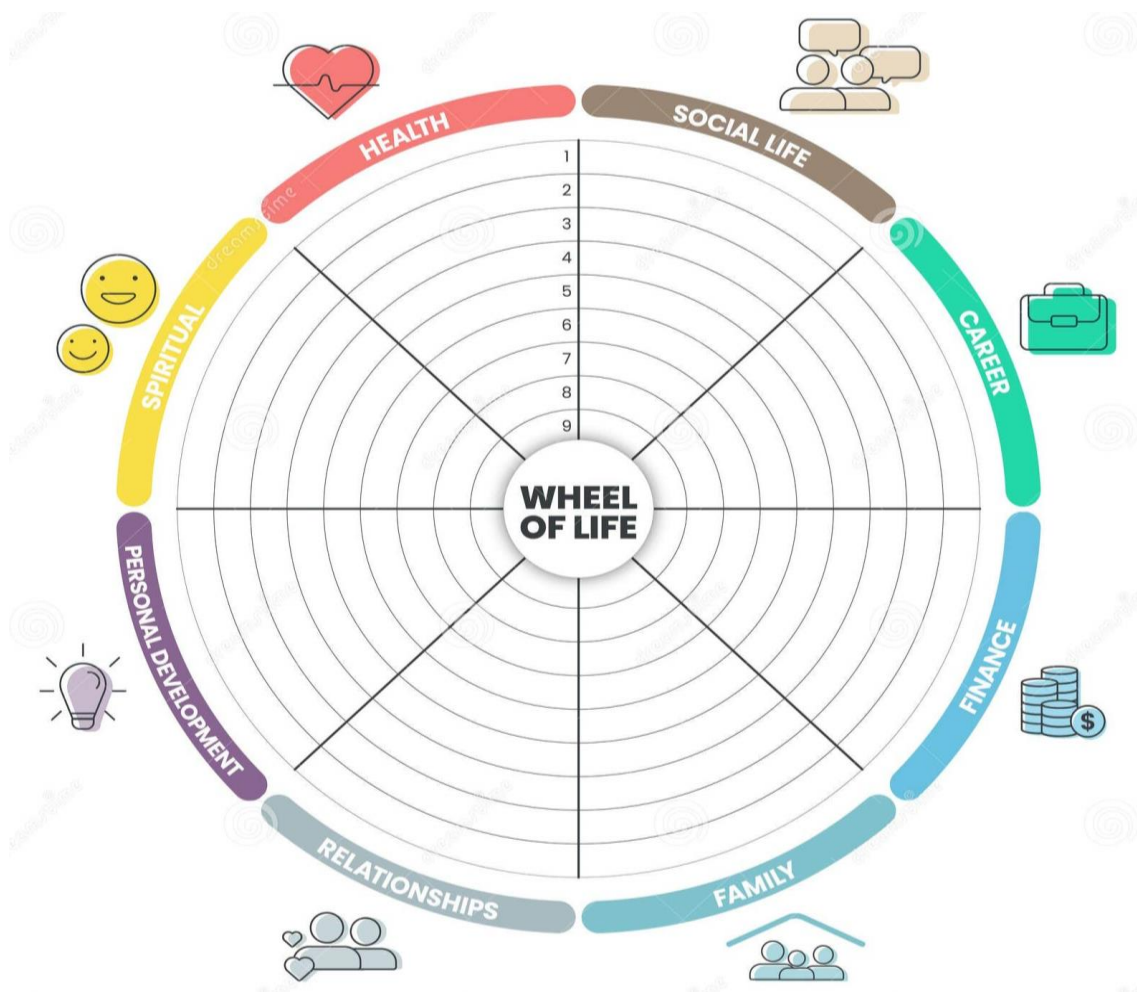 HEALTH
SOCIAL LIFE
1
2
3
4
5
6
7
8
9
SPIRITUAL
CAREER
WHEEL
OF LIFE
PERSONAL DEVELOPMENT
FINANCE
RELATIONSHIPS
FAMILY
$
dreamstime